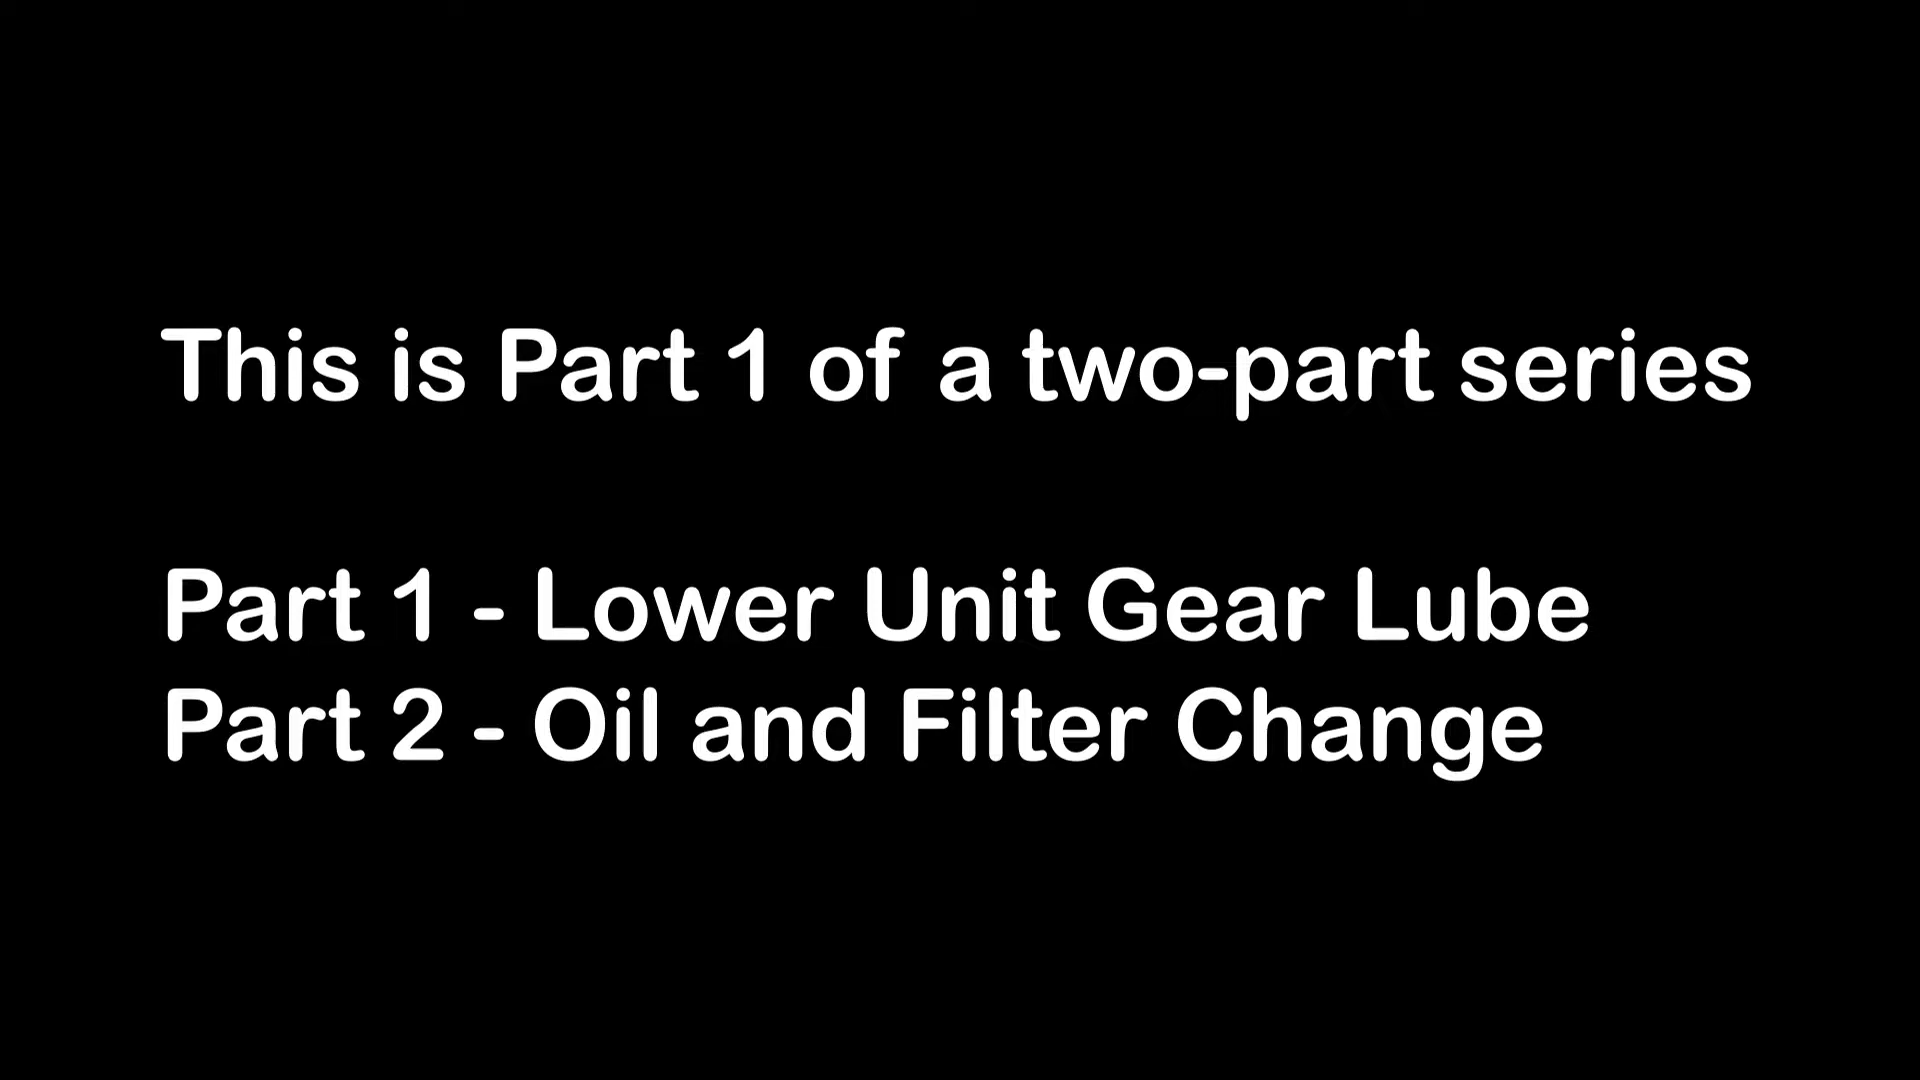 This is Part 1 of a two-part series
Part 1 - Lower Unit Gear Lube
Part 2 - Oil and Filter Change